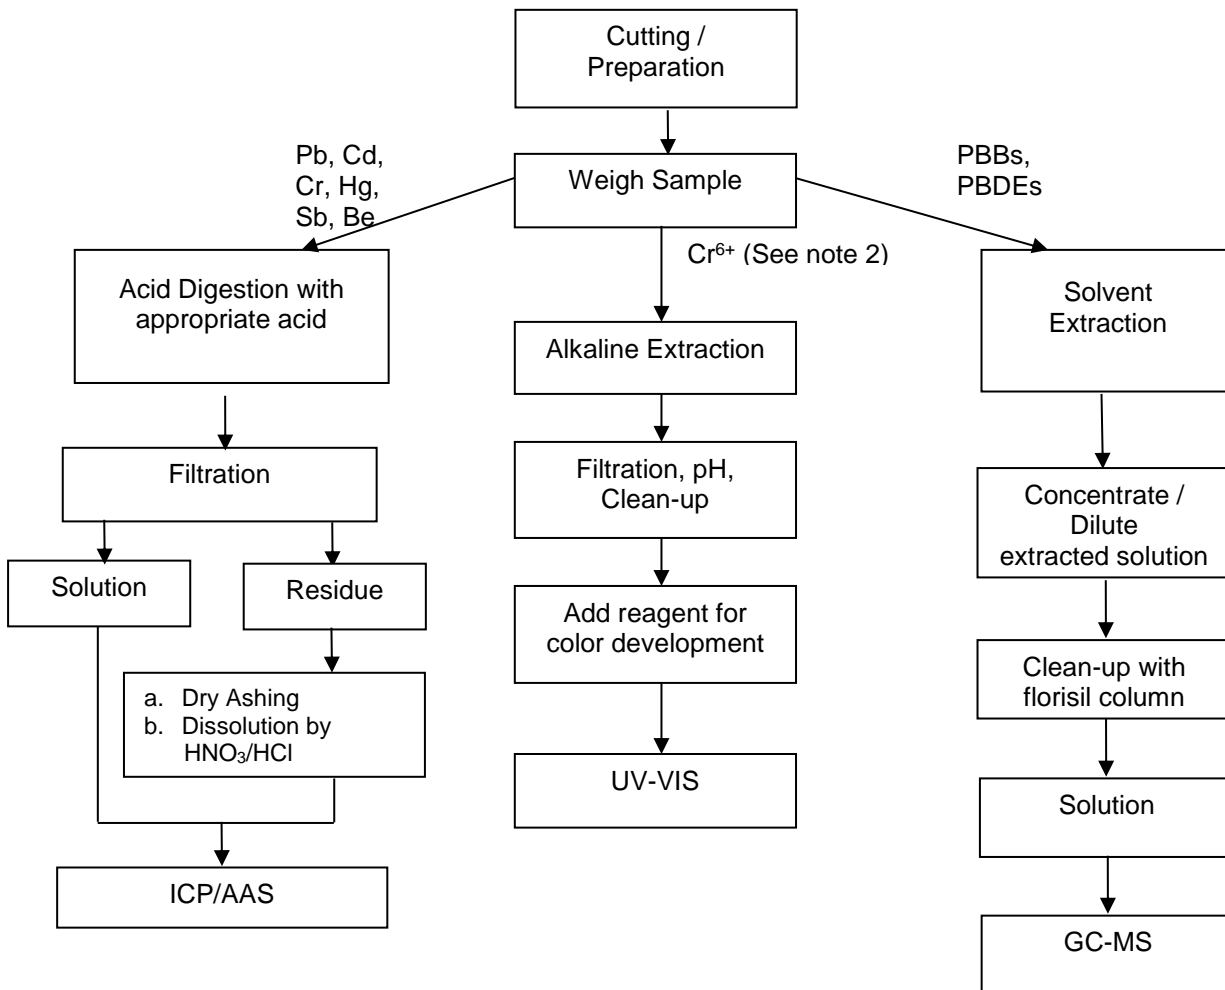 Cutting /
Preparation
Pb, Cd,
Cr, Hg,
Sb, Be
Weigh Sample
PBBs,
PBDEs
Cr⁶⁺ (See note 2)
Acid Digestion with
appropriate acid
Alkaline Extraction
Solvent
Extraction
Filtration
Filtration, pH,
Clean-up
Concentrate /
Dilute
extracted solution
Solution
Residue
Add reagent for
color development
a. Dry Ashing
b. Dissolution by
HNO₃/HCl
Clean-up with
florisil column
UV-VIS
Solution
ICP/AAS
GC-MS